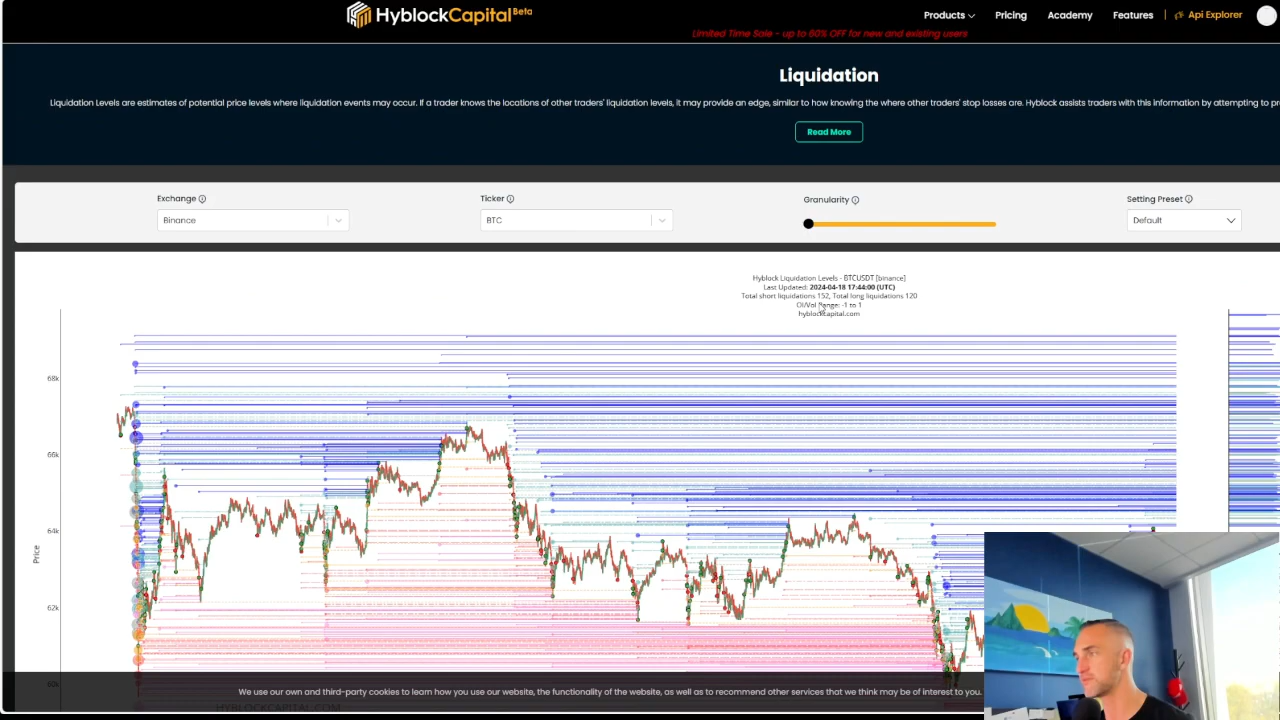 HyblockCapital Beta
Products Pricing Academy Features Api Explorer
Limited Time Sale - up to 60% OFF for new and existing users
Liquidation
Liquidation Levels are estimates of potential price levels where liquidation events may occur. If a trader knows the locations of other traders' liquidation levels, it may provide an edge, similar to how knowing the where other traders' stop losses are. Hyblock assists traders with this information by attempting to pre
Read More
Exchange Ticker Granularity Setting Preset
Binance BTC Default
Hyblock Liquidation Levels - BTCUSDT [binance]
Last Updated: 2024-04-18 17:44:00 (UTC)
Total short liquidations 152, Total long liquidations 120
OI/Vol Range: -1 to 1
hyblockcapital.com
68k
66k
64k
Price
62k
60k
We use our own and third-party cookies to learn how you use our website, the functionality of the website, as well as to recommend other services that we think may be of interest to you.
HYBLOCKCAPITAL.COM